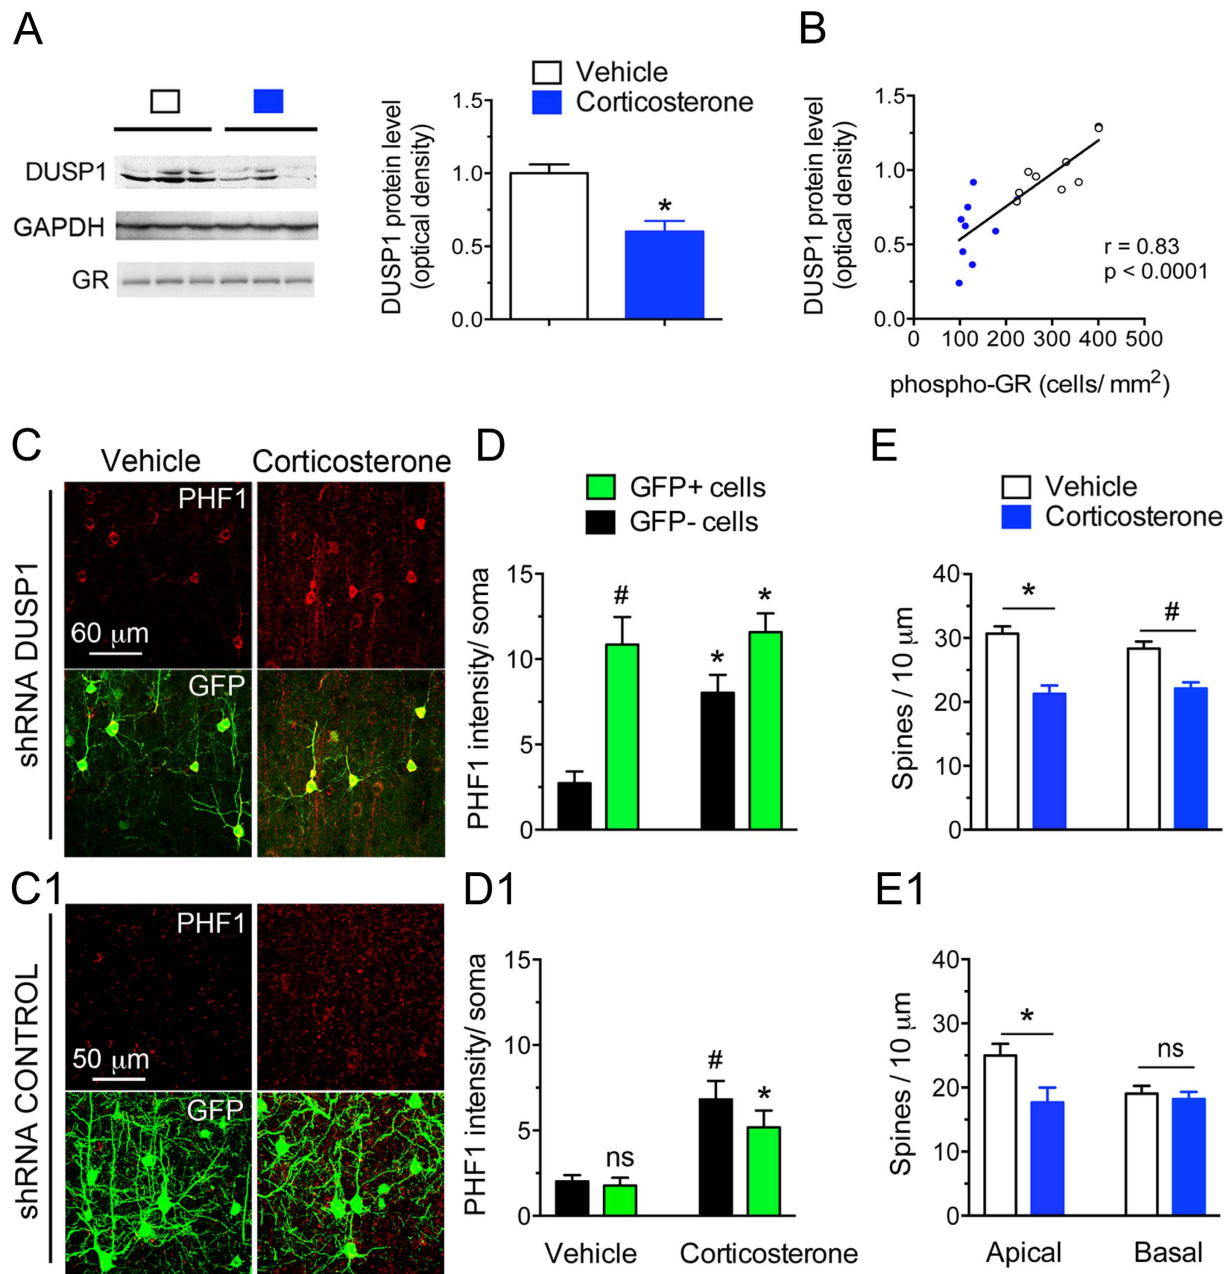 A
Vehicle
Corticosterone
DUSP1
GAPDH
GR
DUSP1 protein level
(optical density)
1.5
1.0
0.5
0.0
*
B
DUSP1 protein level
(optical density)
1.5
1.0
0.5
0.0
r = 0.83
p < 0.0001
0 100 200 300 400 500
phospho-GR (cells/ mm²)
C
Vehicle Corticosterone
shRNA DUSP1
PHF1
60 μm
GFP
D
GFP+ cells
GFP- cells
PHF1 intensity/ soma
15
10
5
0
#
*
*
E
Vehicle
Corticosterone
Spines / 10 μm
40
30
20
10
0
*
#
C1
shRNA CONTROL
PHF1
50 μm
GFP
D1
PHF1 intensity/ soma
15
10
5
0
ns
#
*
Vehicle Corticosterone
E1
Spines / 10 μm
40
30
20
10
0
*
ns
Apical Basal